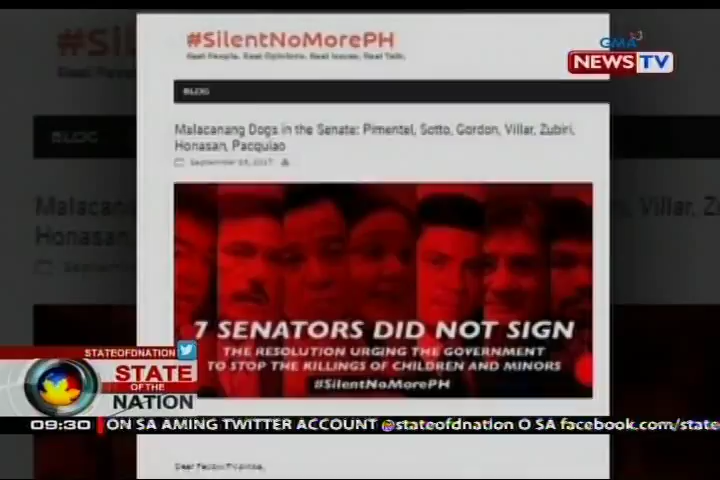 #SilentNoMorePH
Real People. Real Opinions. Real Issues. Real Talk.
GMA
NEWS TV
BLOG
Malacanang Dogs in the Senate: Pimentel, Sotto, Gordon, Villar, Zubiri,
Honasan, Pacquiao
7 SENATORS DID NOT SIGN
THE RESOLUTION URGING THE GOVERNMENT
TO STOP THE KILLINGS OF CHILDREN AND MINORS
#SilentNoMorePH
STATEOFDNATION
STATE
OF THE
NATION
09:30
ON SA AMING TWITTER ACCOUNT @stateofdnation O SA facebook.com/state